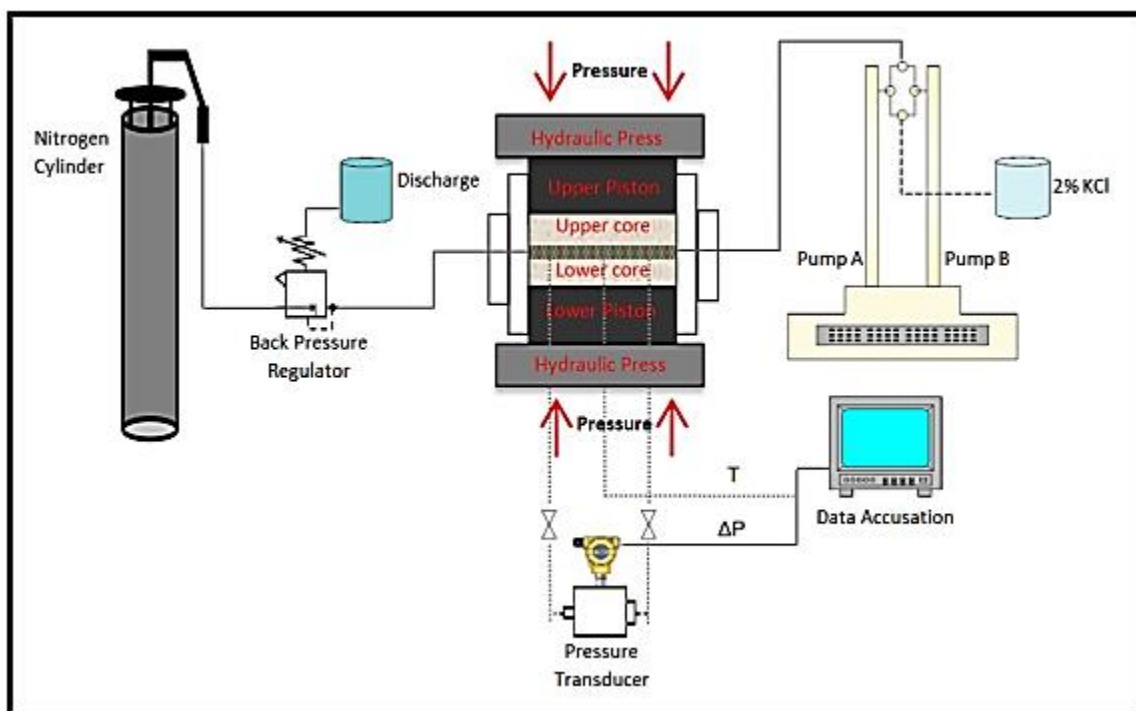 Pressure
Hydraulic Press
Nitrogen
Cylinder
Discharge
Upper Piston
2% KCl
Upper core
Lower core
Pump A
Pump B
Lower Piston
Back Pressure
Regulator
Hydraulic Press
Pressure
T
Data Accusation
ΔP
Pressure
Transducer